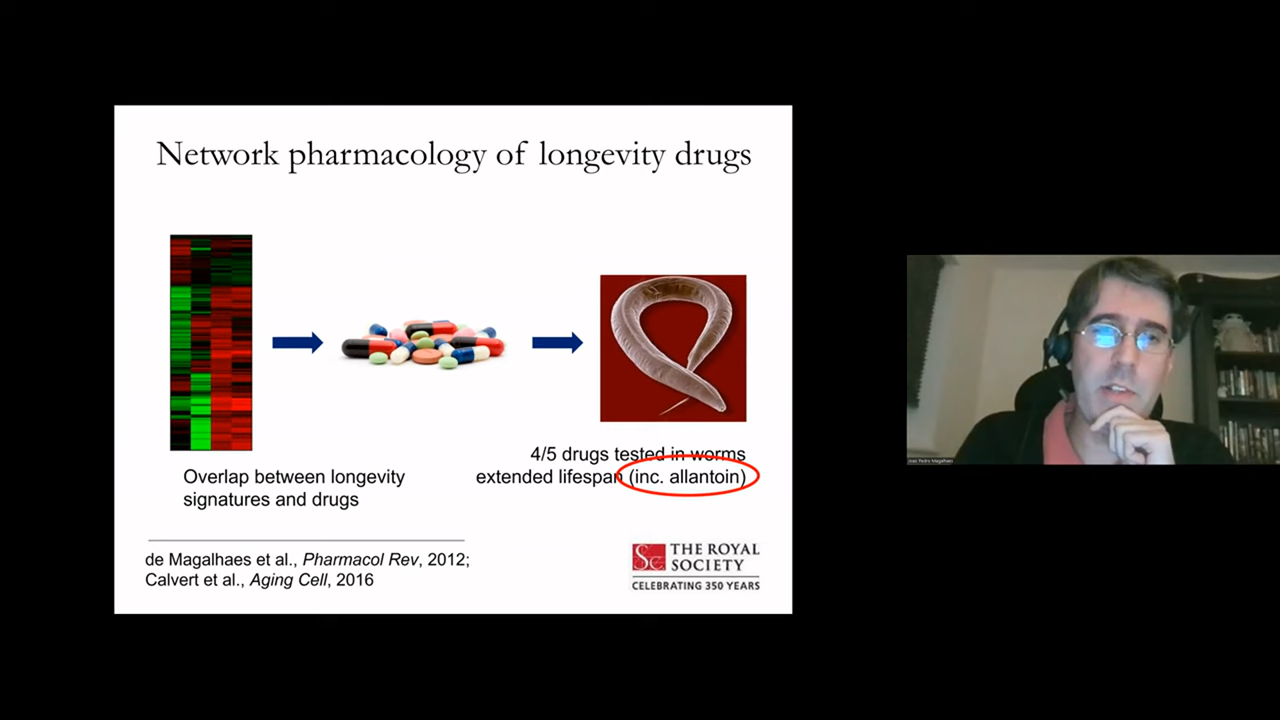 Network pharmacology of longevity drugs
4/5 drugs tested in worms
extended lifespan (inc. allantoin)
Overlap between longevity
signatures and drugs
de Magalhaes et al., Pharmacol Rev, 2012;
Calvert et al., Aging Cell, 2016
THE ROYAL
SOCIETY
CELEBRATING 350 YEARS